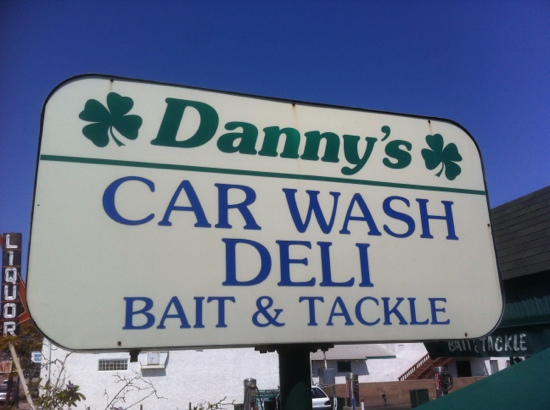 Danny's
CAR WASH
DELI
BAIT & TACKLE
LIQUOR
BAIT & TACKLE